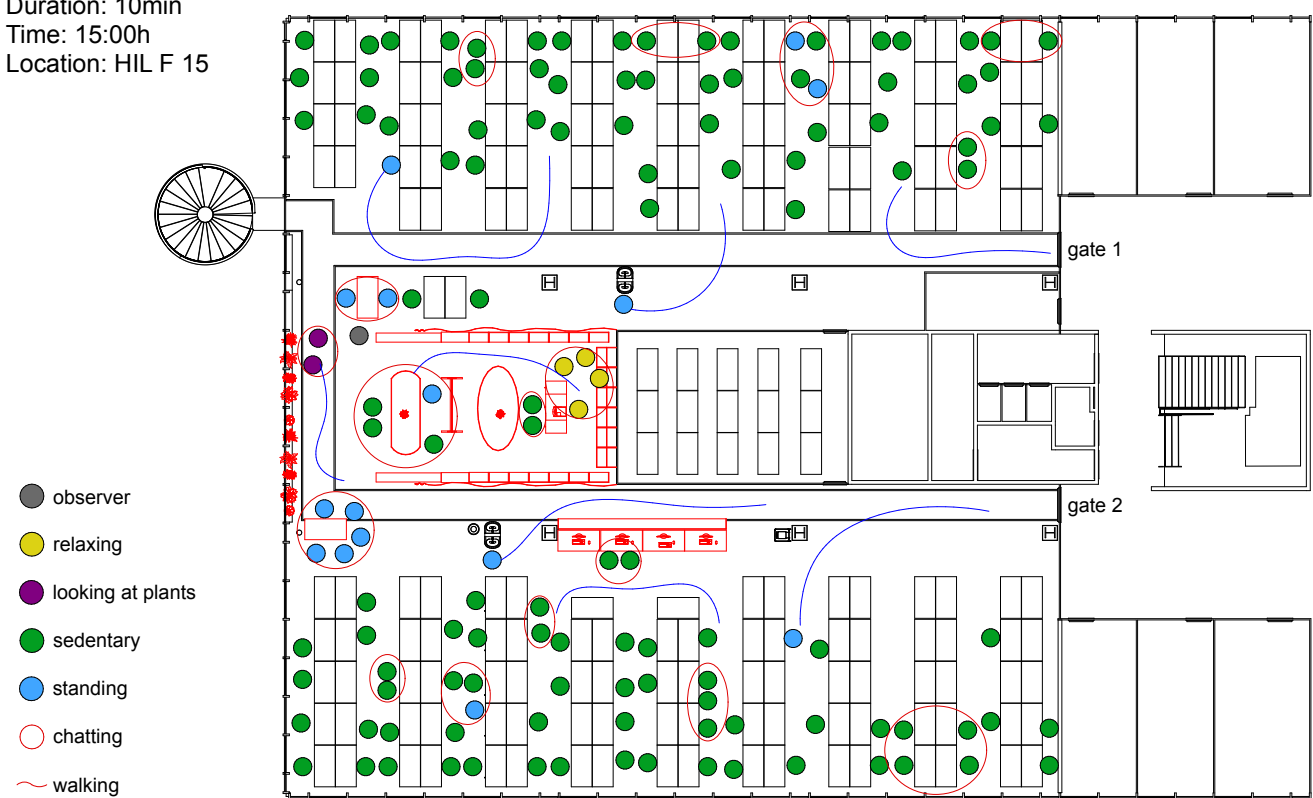 Duration: 10min
Time: 15:00h
Location: HIL F 15
gate 1
gate 2
observer
relaxing
looking at plants
sedentary
standing
chatting
walking